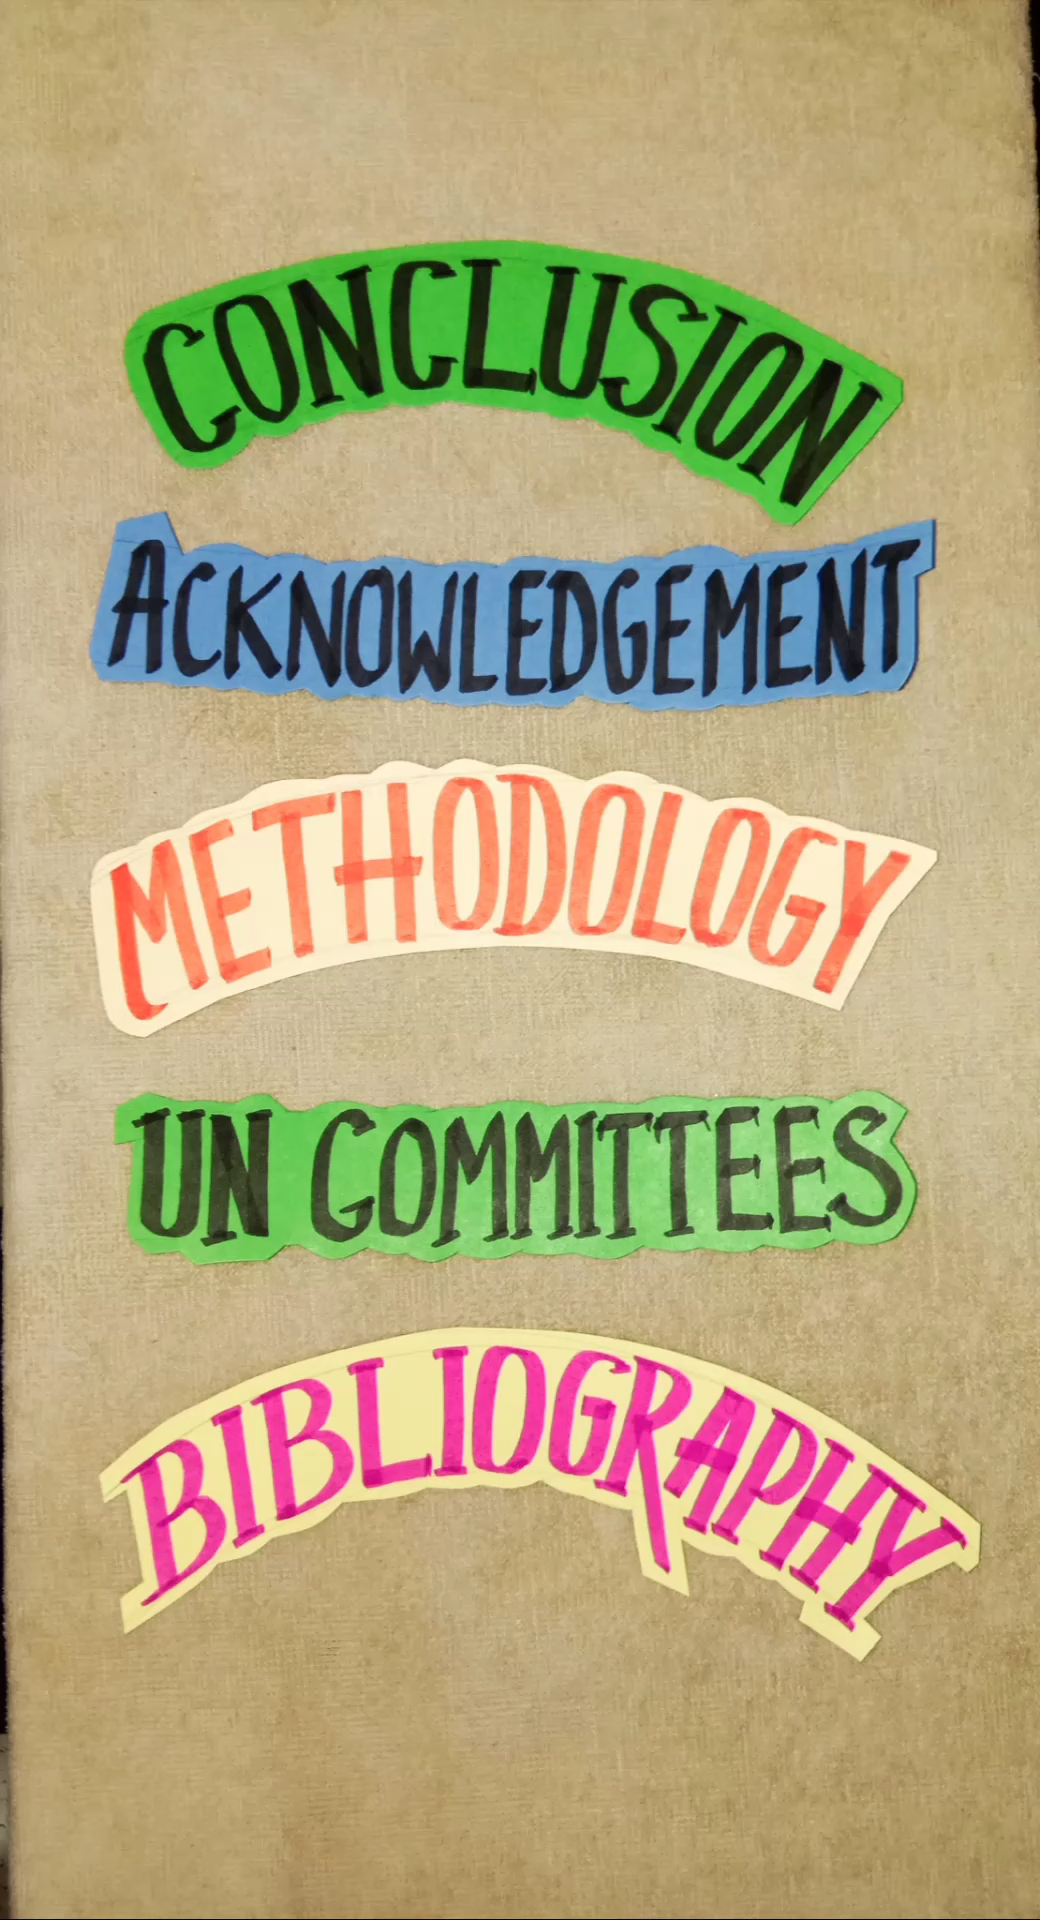 CONCLUSION
ACKNOWLEDGEMENT
METHODOLOGY
UN COMMITTEES
BIBLIOGRAPHY